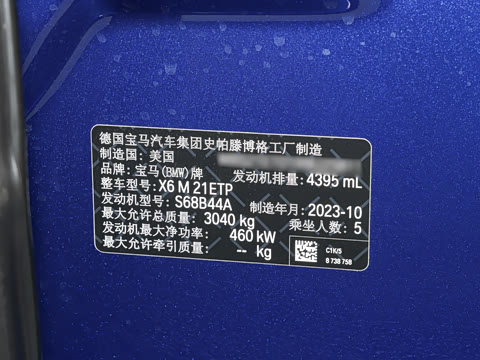 德国宝马汽车集团史帕滕博格工厂制造
制造国: 美国
品牌: 宝马(BMW)牌 发动机排量: 4395 mL
整车型号:X6 M 21ETP
发动机型号: S68B44A 制造年月: 2023-10
最大允许总质量: 3040 kg 乘坐人数: 5
发动机最大净功率: 460 kW
最大允许牵引质量: -- kg
C1K/5
8 738 758